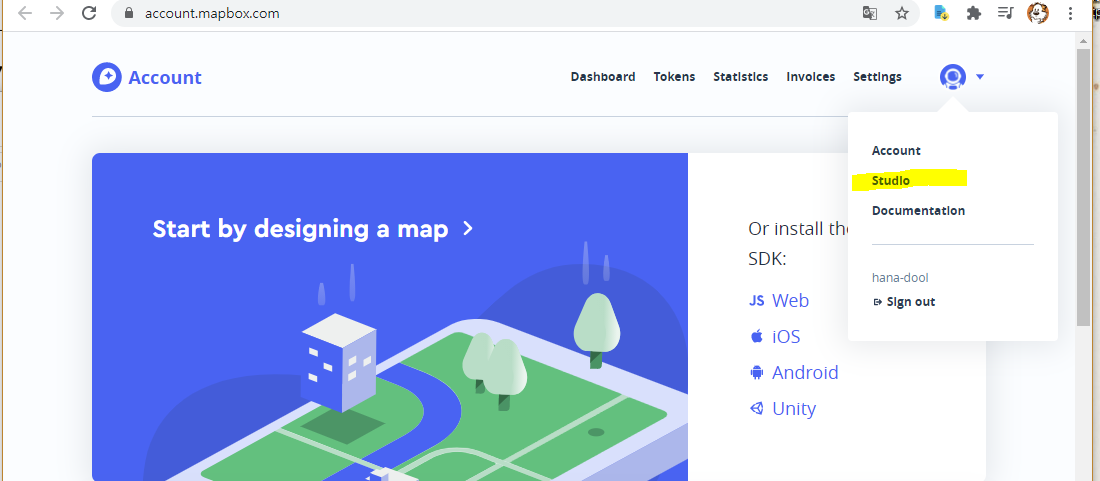 account.mapbox.com
Account
Dashboard Tokens Statistics Invoices Settings
Account
Studio
Documentation
hana-dool
Sign out
Start by designing a map
Or install the
SDK:
JS Web
iOS
Android
Unity